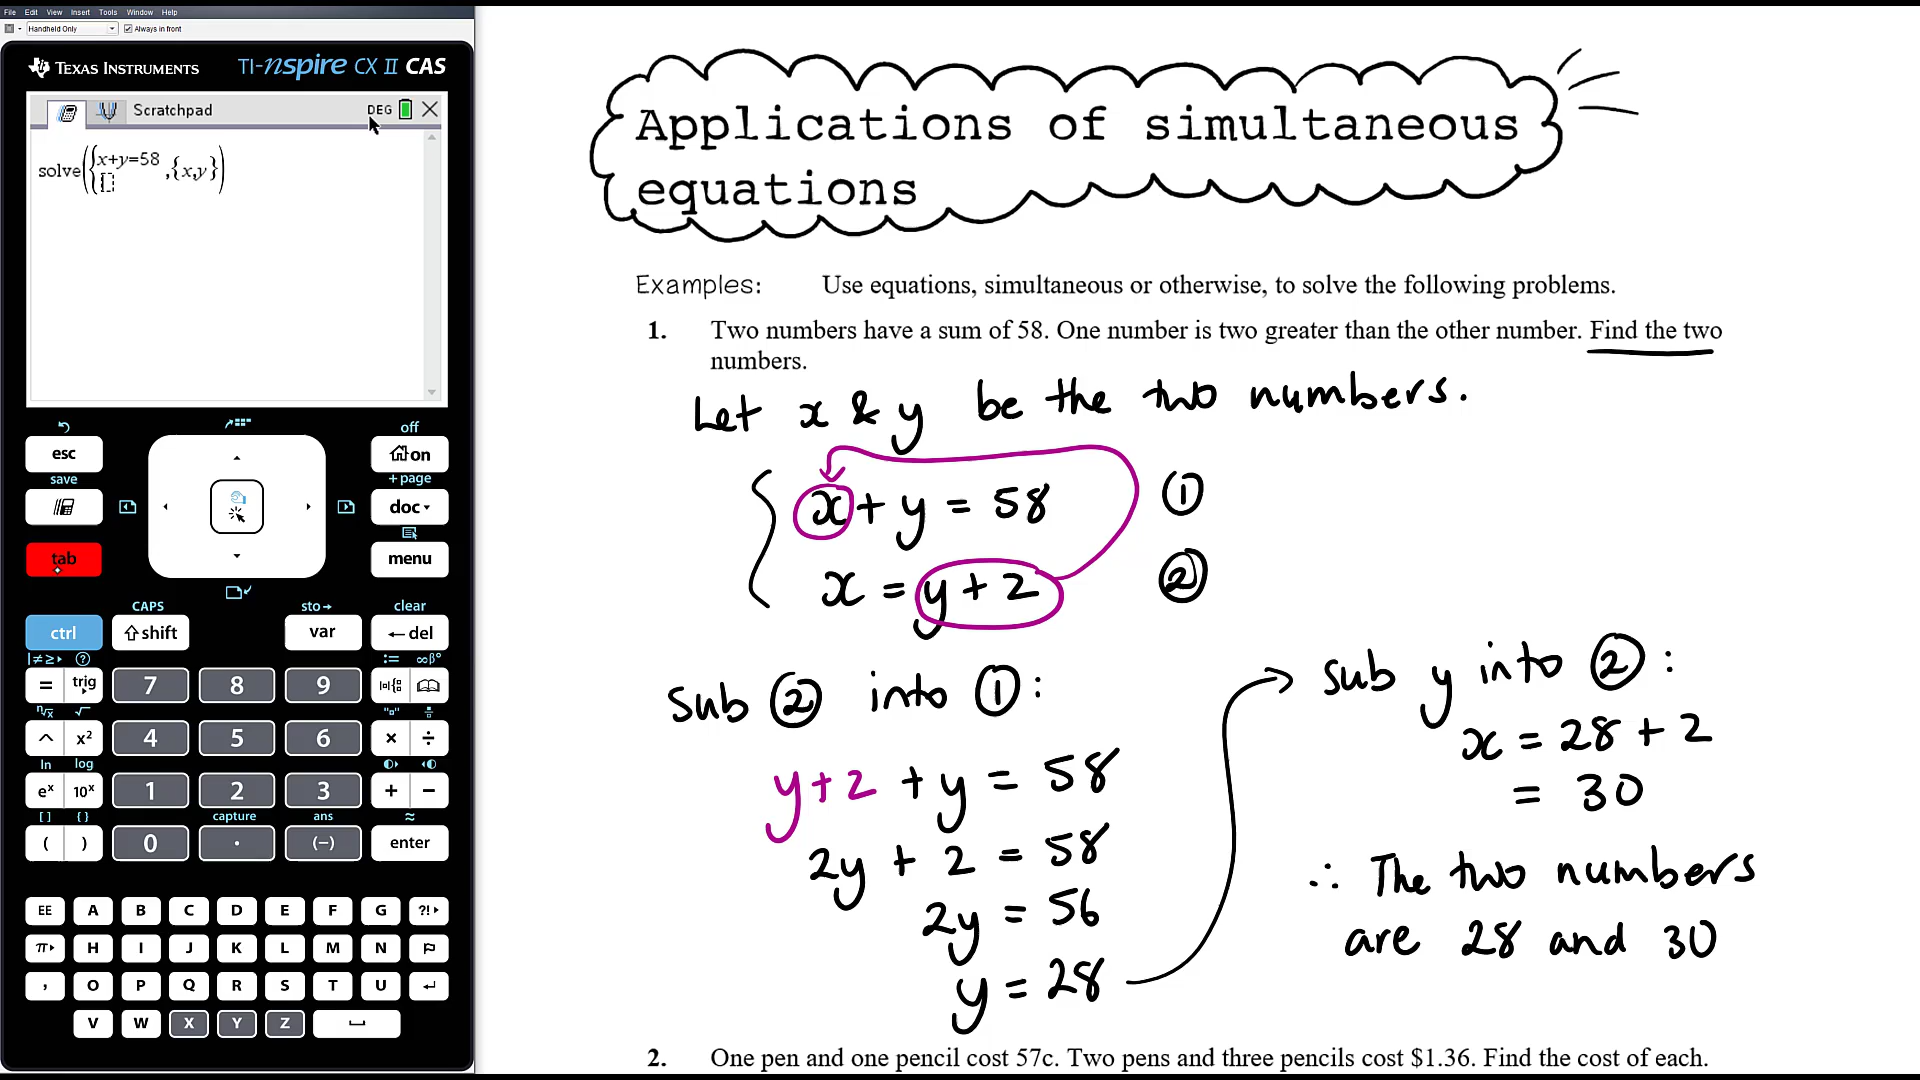 File Edit View Insert Tools Window Help
Handheld Only Always in front
TEXAS INSTRUMENTS TI-nspire CX II CAS
Scratchpad DEG
solve({x+y=58 ,{x,y})
off
esc on
save + page
doc
tab menu
CAPS sto→ clear
ctrl shift var ←del
|≠≥▸ ? := ∞β°
= trig 7 8 9 |□|{
ⁿ√x √ "□"
^ x² 4 5 6 × ÷
ln log
eˣ 10ˣ 1 2 3 + −
[ ] { } capture ans ≈
( ) 0 . (−) enter
EE A B C D E F G ?!▸
π▸ H I J K L M N
, O P Q R S T U ↵
V W X Y Z
Applications of simultaneous
equations
Examples: Use equations, simultaneous or otherwise, to solve the following problems.
1. Two numbers have a sum of 58. One number is two greater than the other number. Find the two
numbers.
Let x & y be the two numbers.
x + y = 58 ①
x = y + 2 ②
sub ② into ①:
y+2 + y = 58
2y + 2 = 58
2y = 56
y = 28
sub y into ②:
x = 28 + 2
= 30
∴ The two numbers
are 28 and 30
2. One pen and one pencil cost 57c. Two pens and three pencils cost $1.36. Find the cost of each.